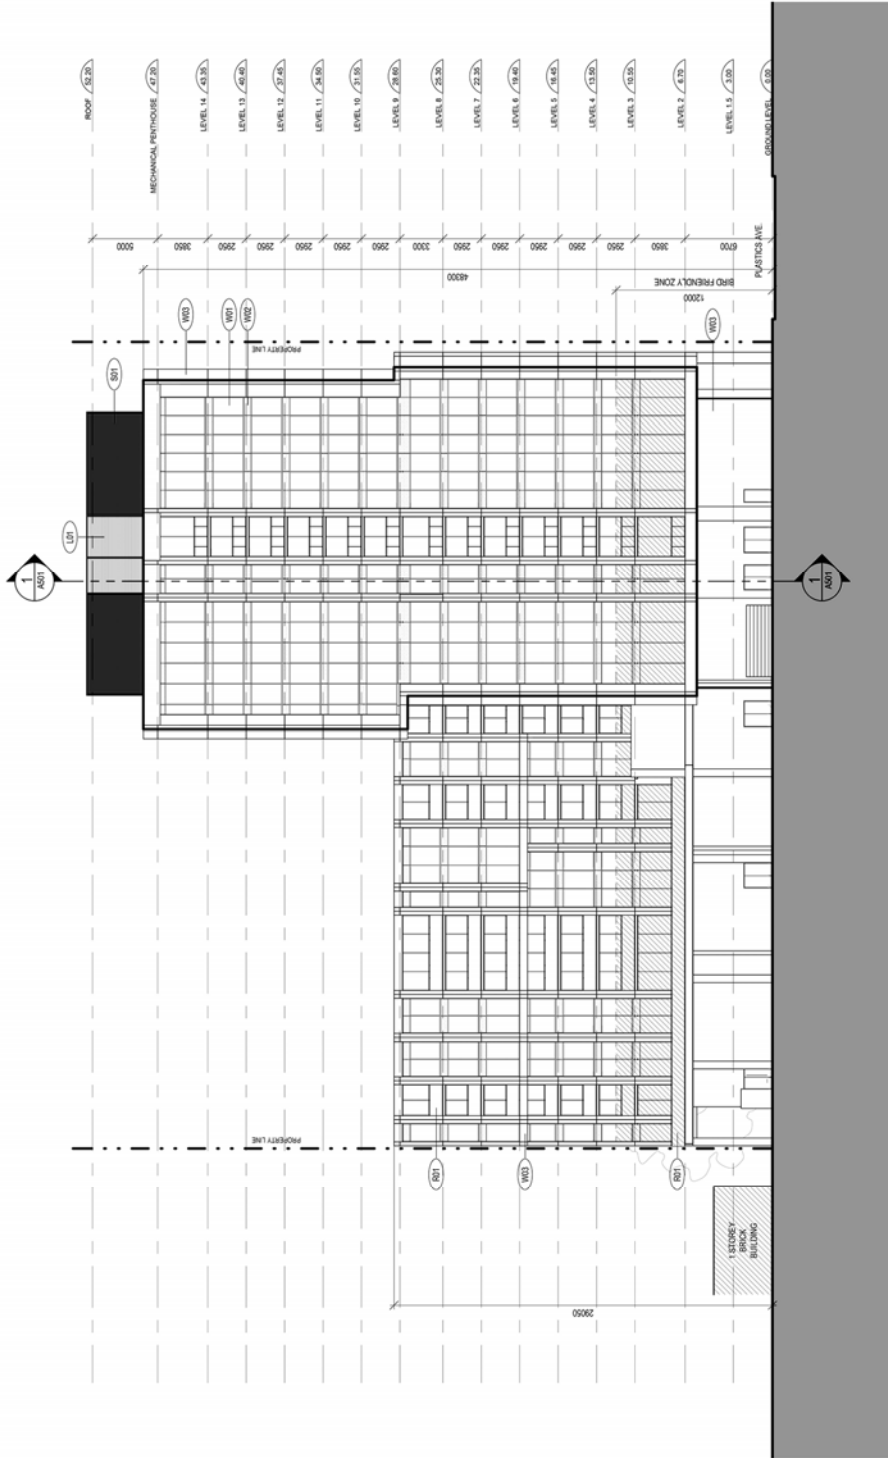 ROOF 52.20
MECHANICAL PENTHOUSE 47.20
LEVEL 14 43.35
LEVEL 13 40.40
LEVEL 12 37.45
LEVEL 11 34.50
LEVEL 10 31.55
LEVEL 9 28.60
LEVEL 8 25.30
LEVEL 7 22.35
LEVEL 6 19.40
LEVEL 5 16.45
LEVEL 4 13.50
LEVEL 3 10.55
LEVEL 2 6.70
LEVEL 1.5 3.00
GROUND LEVEL 0.00
5000
3850
2950
2950
2950
2950
2950
3300
2950
2950
2950
2950
2950
3850
6700
48300
BIRD FRIENDLY ZONE
12000
PLASTICS AVE.
W03
W01
W02
W03
PROPERTY LINE
S01
L01
1
A501
1
A501
PROPERTY LINE
R01
W03
R01
1 STOREY
BRICK
BUILDING
29050